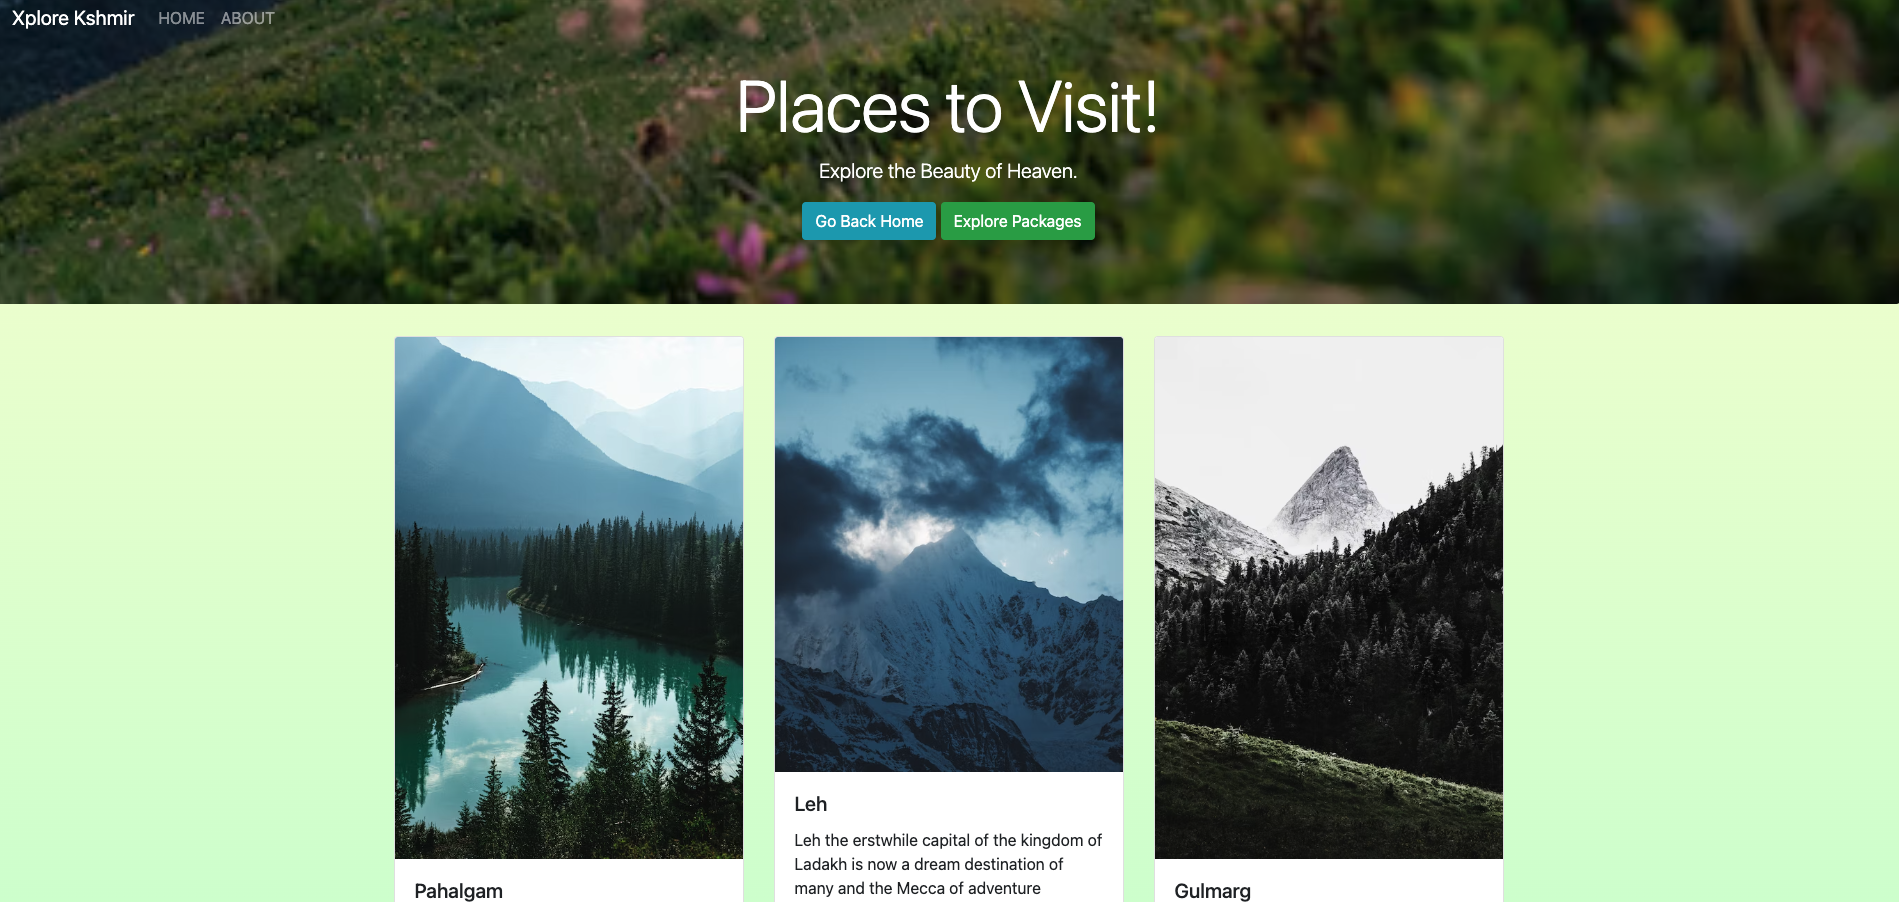 Xplore Kshmir HOME ABOUT
Places to Visit!
Explore the Beauty of Heaven.
Go Back Home Explore Packages
Pahalgam
Leh
Leh the erstwhile capital of the kingdom of
Ladakh is now a dream destination of
many and the Mecca of adventure
Gulmarg